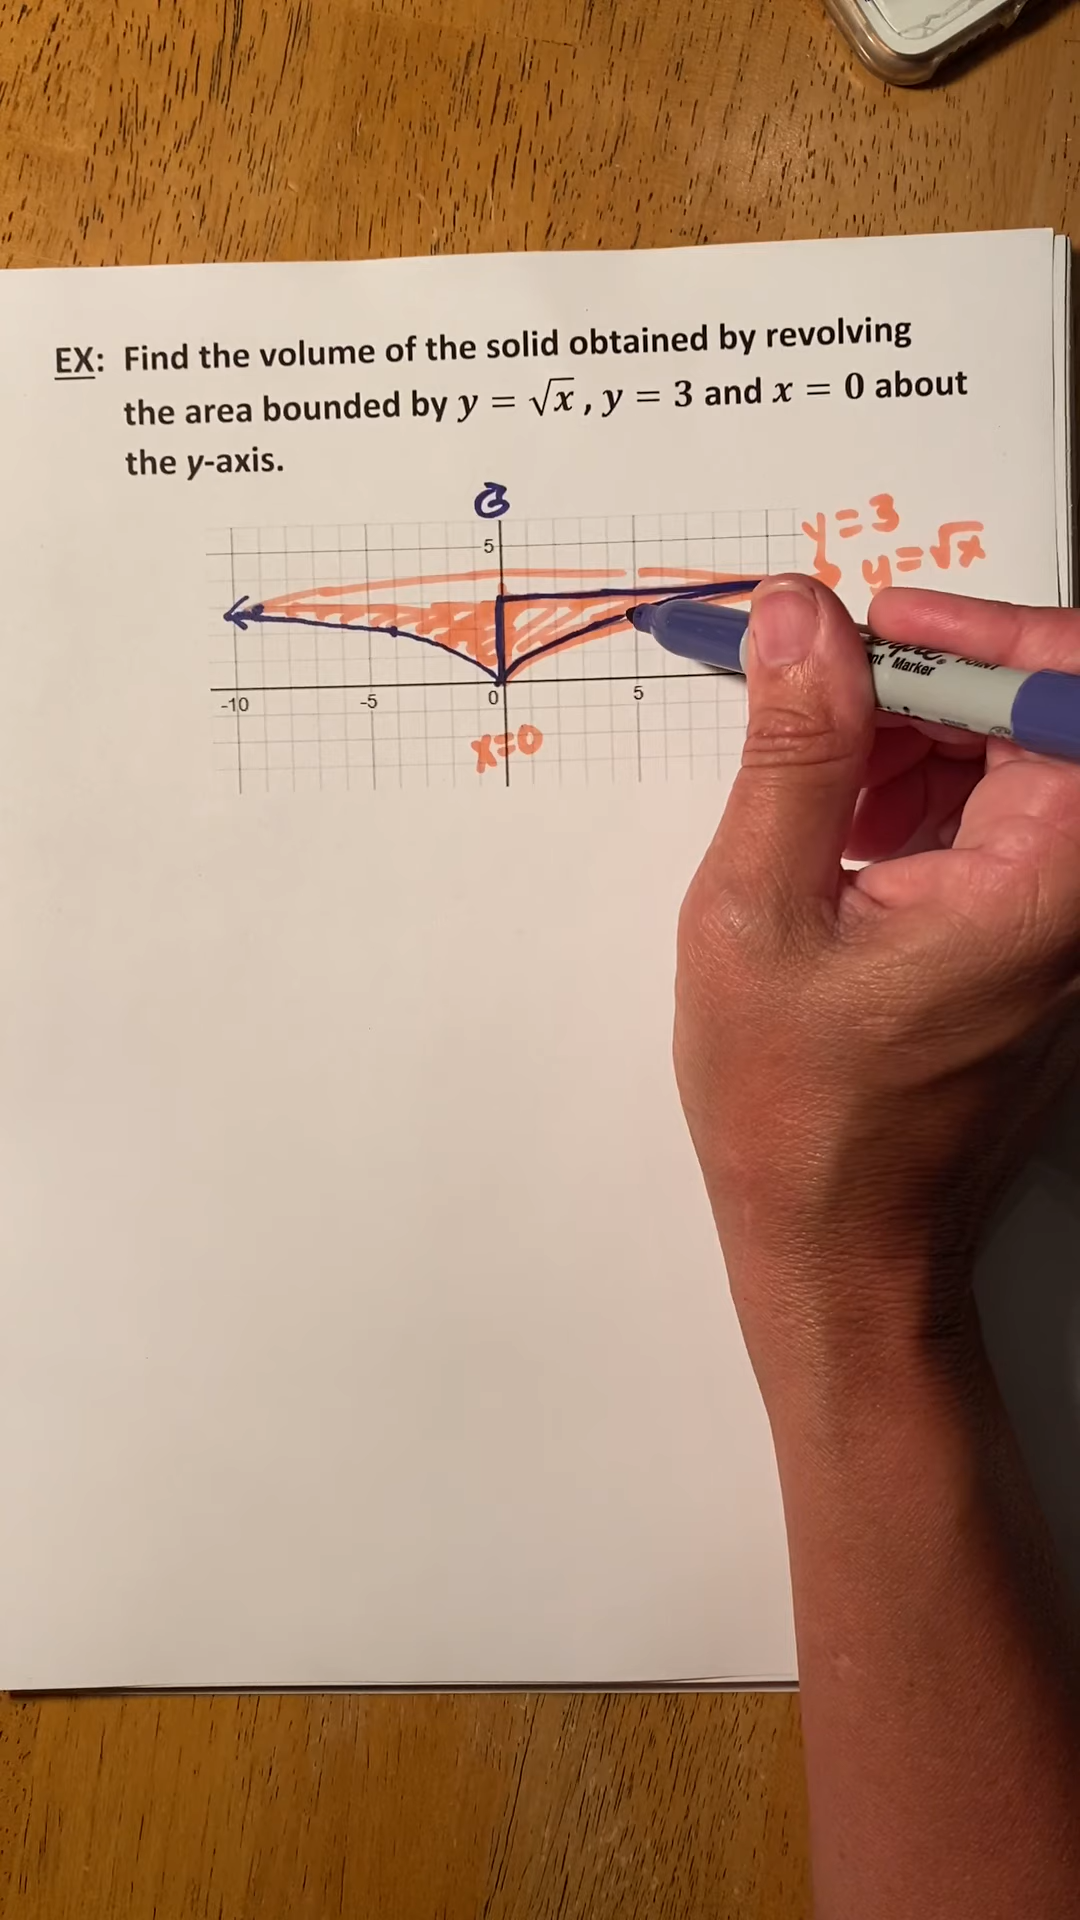 EX: Find the volume of the solid obtained by revolving
the area bounded by y = √x , y = 3 and x = 0 about
the y-axis.
y=3
y=√x
5
-10 -5 0 5
x=0
Marker